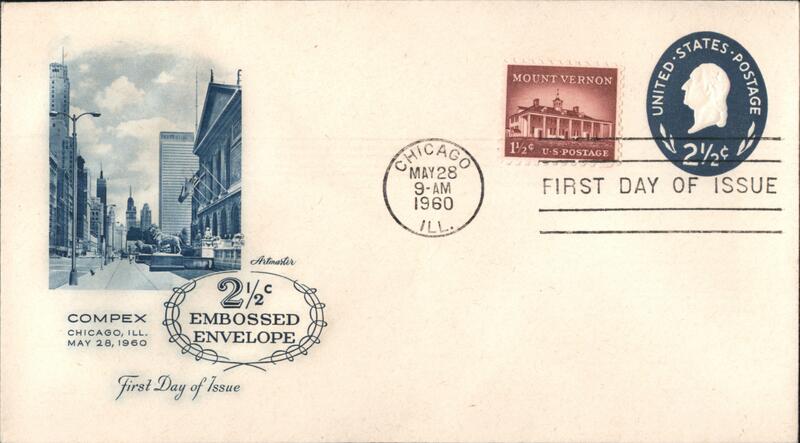 MOUNT VERNON
1½¢ U·S·POSTAGE
UNITED·STATES·POSTAGE
2½¢
CHICAGO
MAY 28
9-AM
1960
ILL.
FIRST DAY OF ISSUE
Artmaster
2½c
EMBOSSED
ENVELOPE
COMPEX
CHICAGO, ILL.
MAY 28, 1960
First Day of Issue